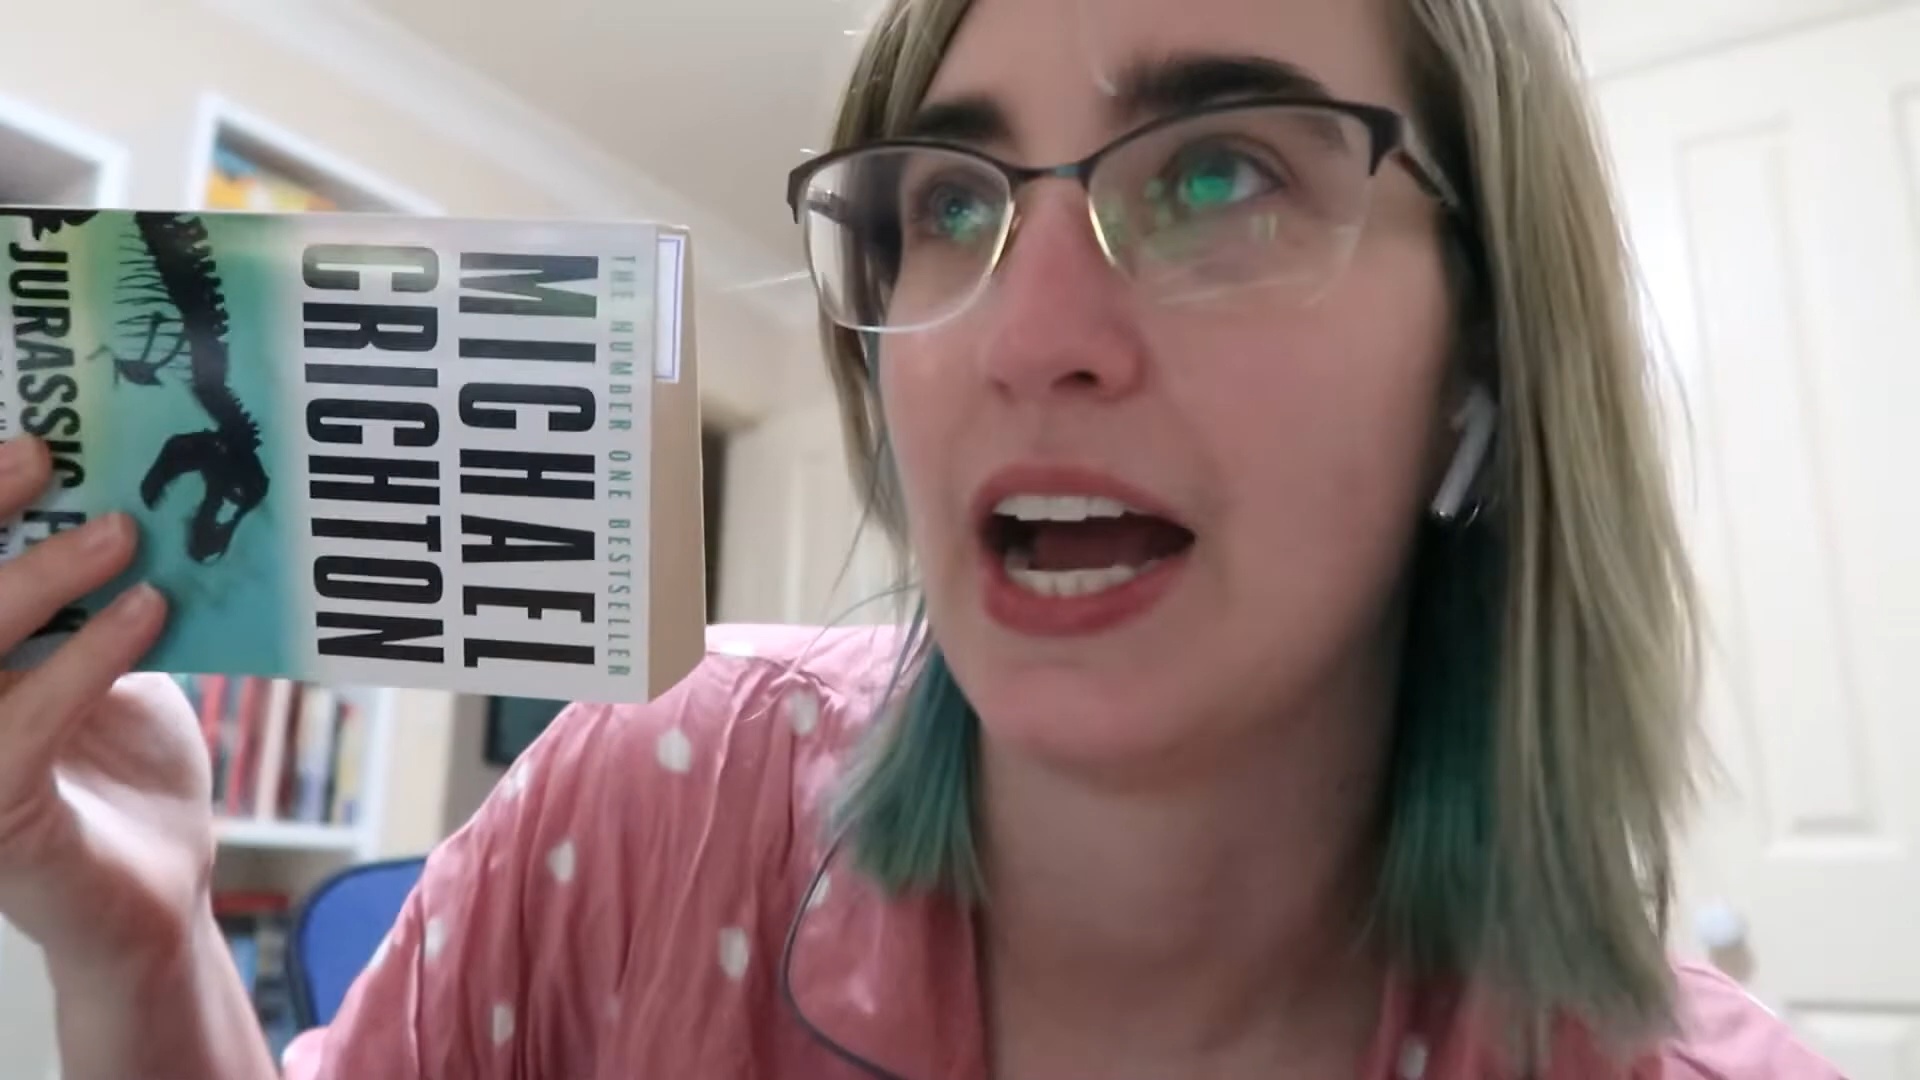 THE NUMBER ONE BESTSELLER
MICHAEL
CRICHTON
JURASSIC